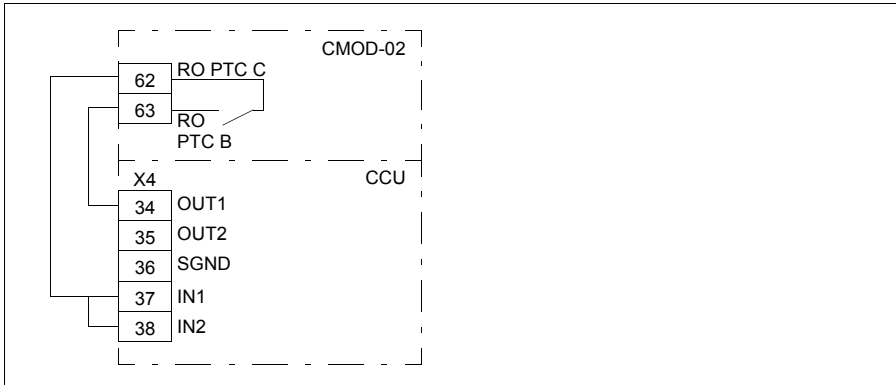 CMOD-02
62 RO PTC C
63 RO
PTC B
X4 CCU
34 OUT1
35 OUT2
36 SGND
37 IN1
38 IN2